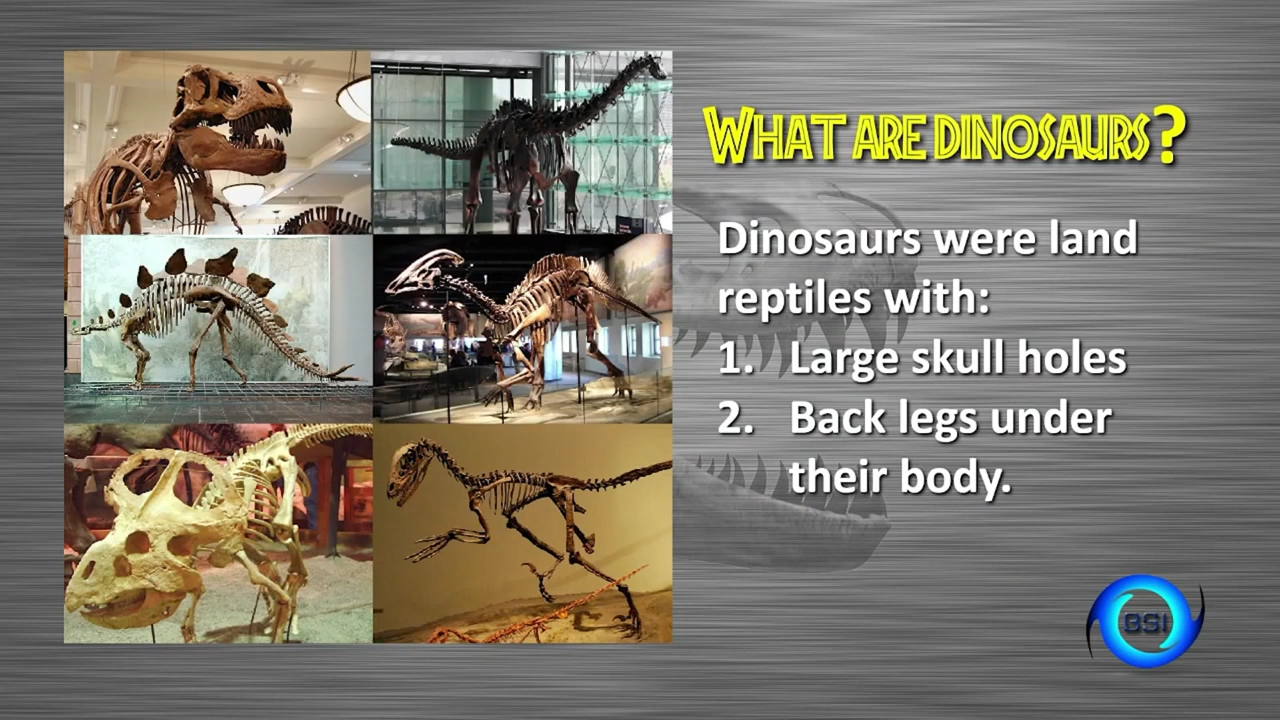 WHAT ARE DINOSAURS?
Dinosaurs were land
reptiles with:
1. Large skull holes
2. Back legs under
their body.
BSI